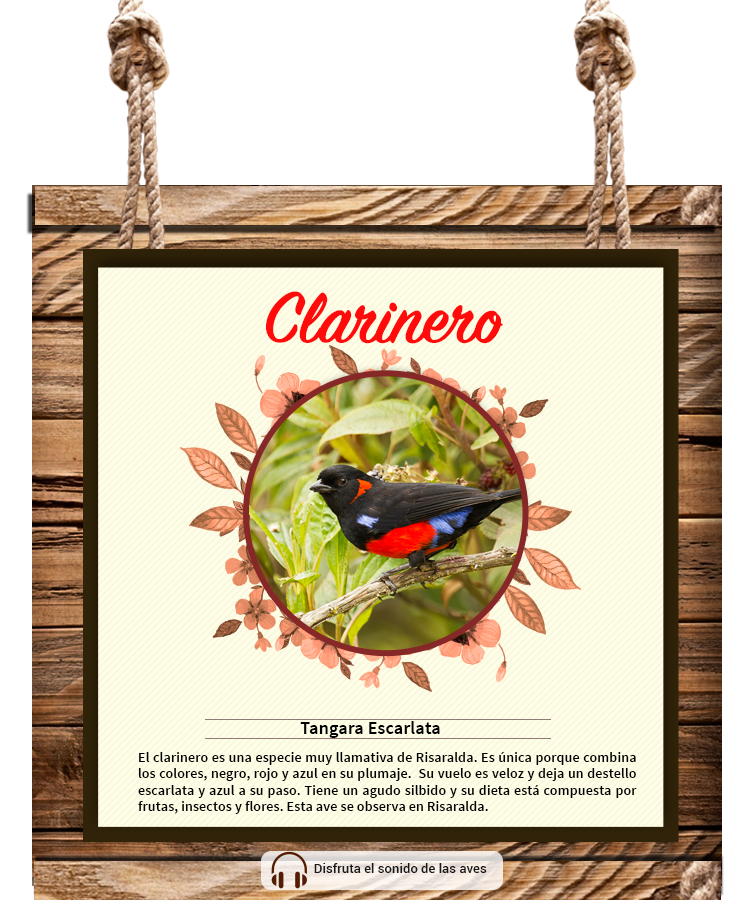 Clarinero
Tangara Escarlata
El clarinero es una especie muy llamativa de Risaralda. Es única porque combina
los colores, negro, rojo y azul en su plumaje. Su vuelo es veloz y deja un destello
escarlata y azul a su paso. Tiene un agudo silbido y su dieta está compuesta por
frutas, insectos y flores. Esta ave se observa en Risaralda.
Disfruta el sonido de las aves